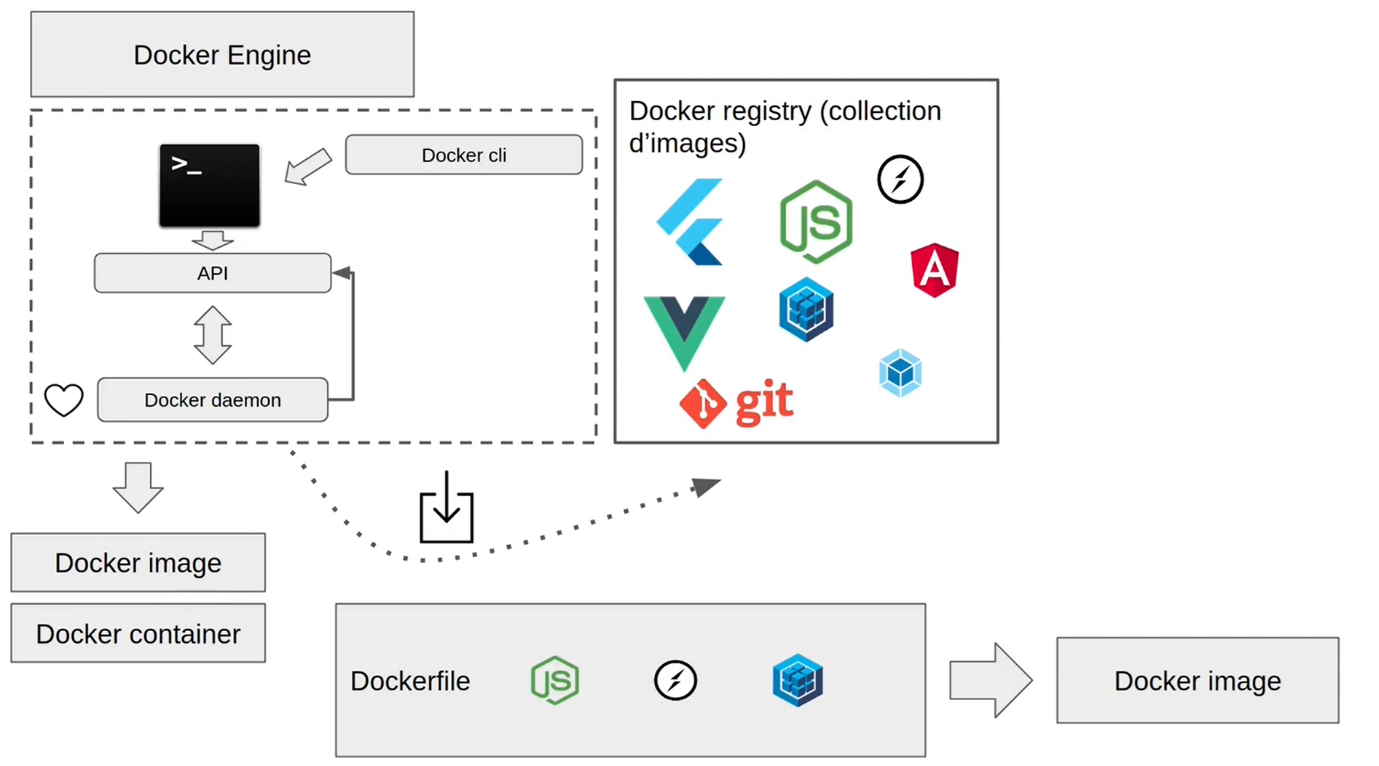 Docker Engine
Docker cli
>_
API
Docker daemon
Docker registry (collection
d’images)
JS
A
git
Docker image
Docker container
Dockerfile
JS
Docker image